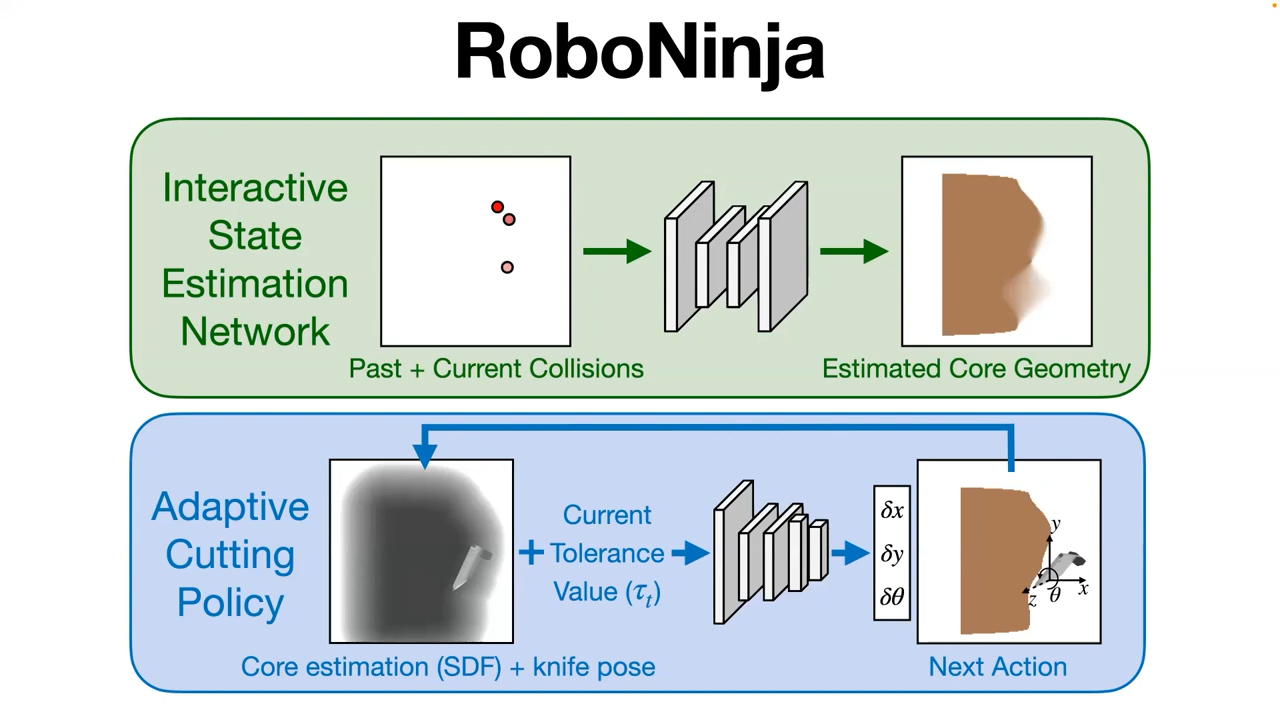 RoboNinja
Interactive
State
Estimation
Network
Past + Current Collisions
Estimated Core Geometry
Adaptive
Cutting
Policy
+
Current
Tolerance
Value (τt)
δx
δy
δθ
y
x
z
θ
Core estimation (SDF) + knife pose
Next Action